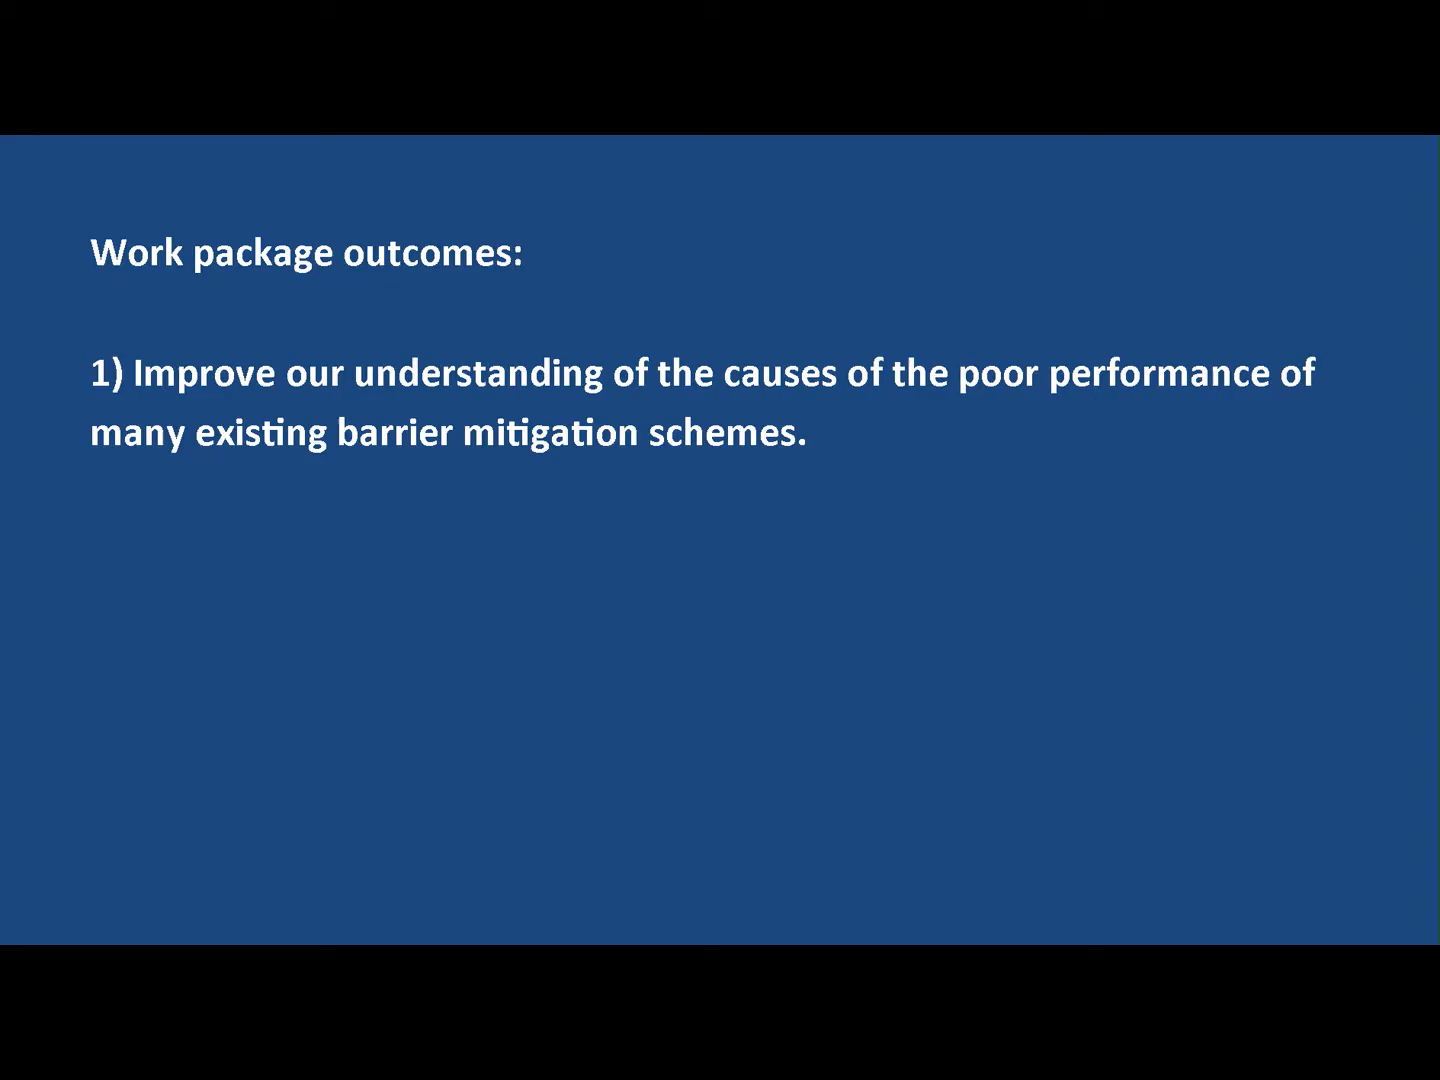 Work package outcomes:
1) Improve our understanding of the causes of the poor performance of
many existing barrier mitigation schemes.